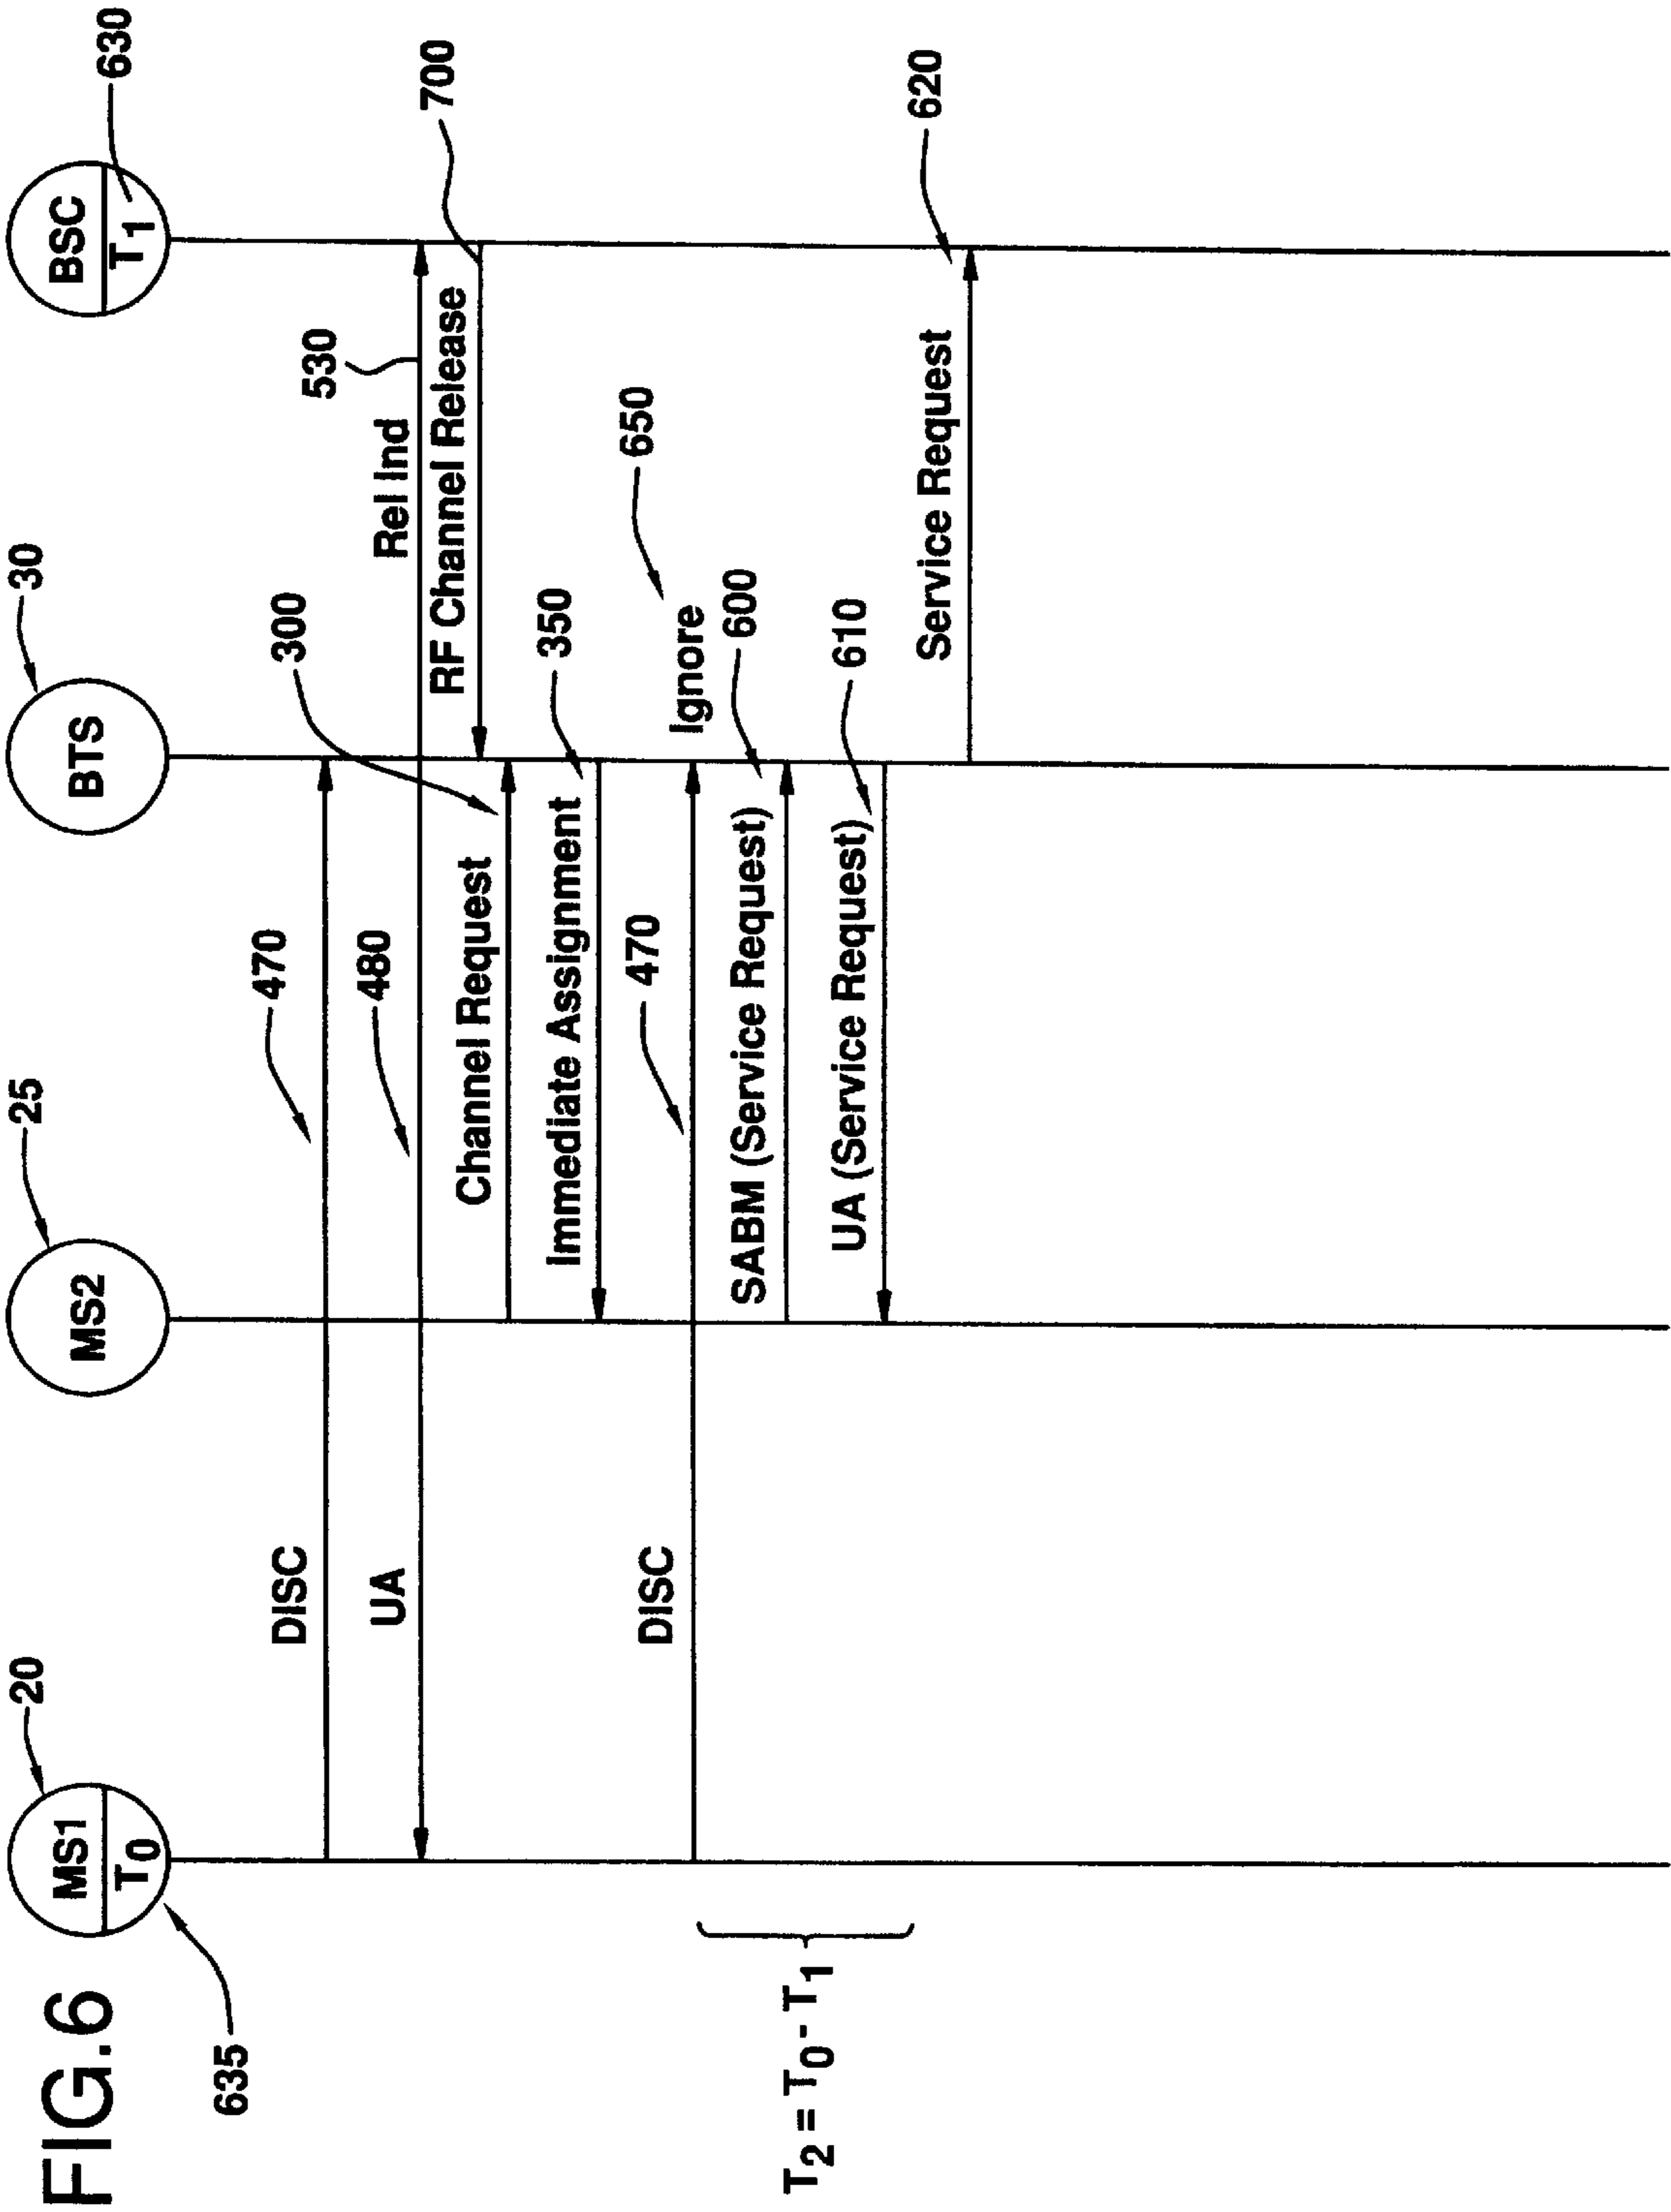 FIG.6
635
MS1
T0
20
MS2
25
BTS
30
BSC
T1
630
DISC
470
UA
480
Rel Ind
530
RF Channel Release
700
300
Channel Request
Immediate Assignment
350
DISC
470
Ignore
650
SABM (Service Request)
600
UA (Service Request)
610
Service Request
620
T2 = T0 - T1